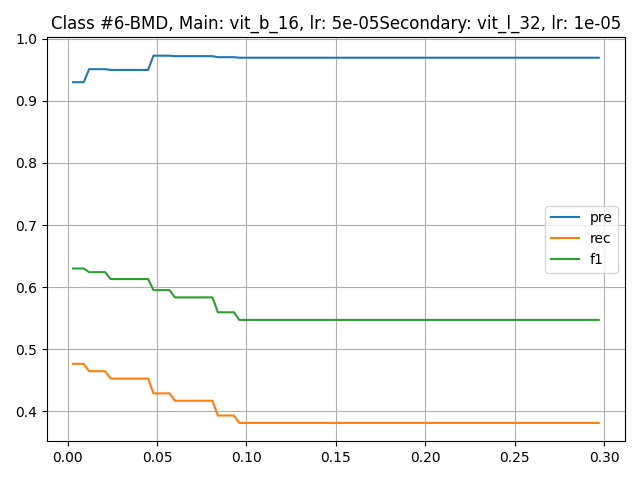 Class #6-BMD, Main: vit_b_16, lr: 5e-05Secondary: vit_l_32, lr: 1e-05
1.0
0.9
0.8
0.7
0.6
0.5
0.4
pre
rec
f1
0.00 0.05 0.10 0.15 0.20 0.25 0.30